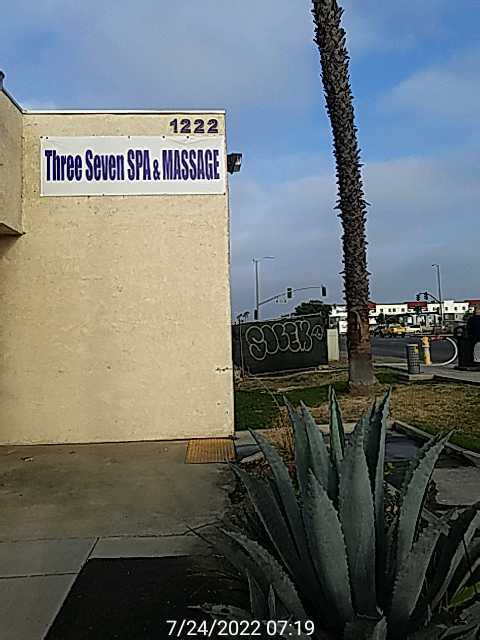 1222
Three Seven SPA & MASSAGE
7/24/2022 07:19